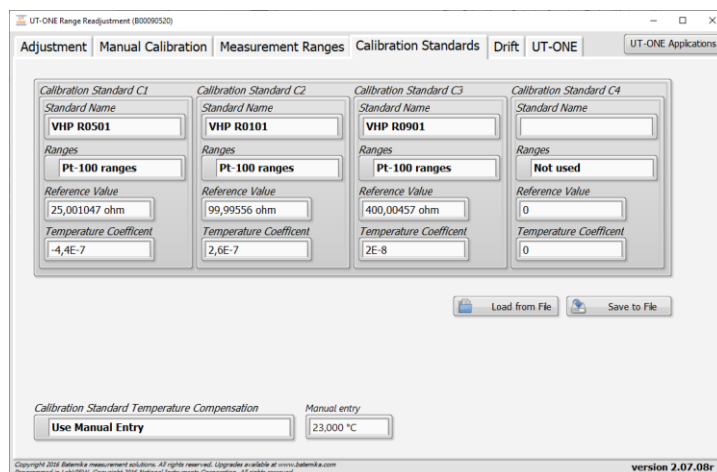 UT-ONE Range Readjustment (B00090520)
Adjustment Manual Calibration Measurement Ranges Calibration Standards Drift UT-ONE UT-ONE Applications
Calibration Standard C1 Calibration Standard C2 Calibration Standard C3 Calibration Standard C4
Standard Name Standard Name Standard Name Standard Name
VHP R0501 VHP R0101 VHP R0901
Ranges Ranges Ranges Ranges
Pt-100 ranges Pt-100 ranges Pt-100 ranges Not used
Reference Value Reference Value Reference Value Reference Value
25,001047 ohm 99,99556 ohm 400,00457 ohm 0
Temperature Coefficent Temperature Coefficent Temperature Coefficent Temperature Coefficent
-4,4E-7 2,6E-7 2E-8 0
Load from File Save to File
Calibration Standard Temperature Compensation Manual entry
Use Manual Entry 23,000 °C
Copyright 2016 Batemika measurement solutions. All rights reserved. Upgrades available at www.batemika.com
version 2.07.08r